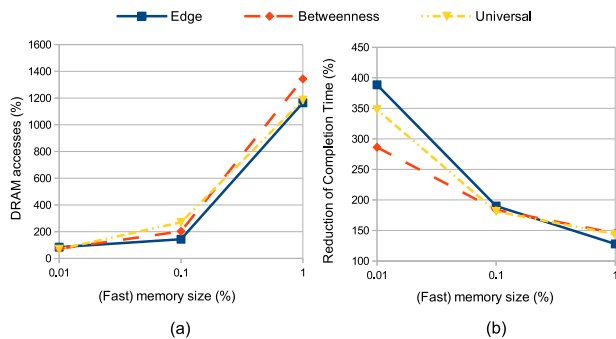 Edge Betweenness Universal
DRAM accesses (%)
1600
1400
1200
1000
800
600
400
200
0
0.01 0.1 1
(Fast) memory size (%)
(a)
Reduction of Completion Time (%)
450
400
350
300
250
200
150
100
0.01 0.1 1
(Fast) memory size (%)
(b)